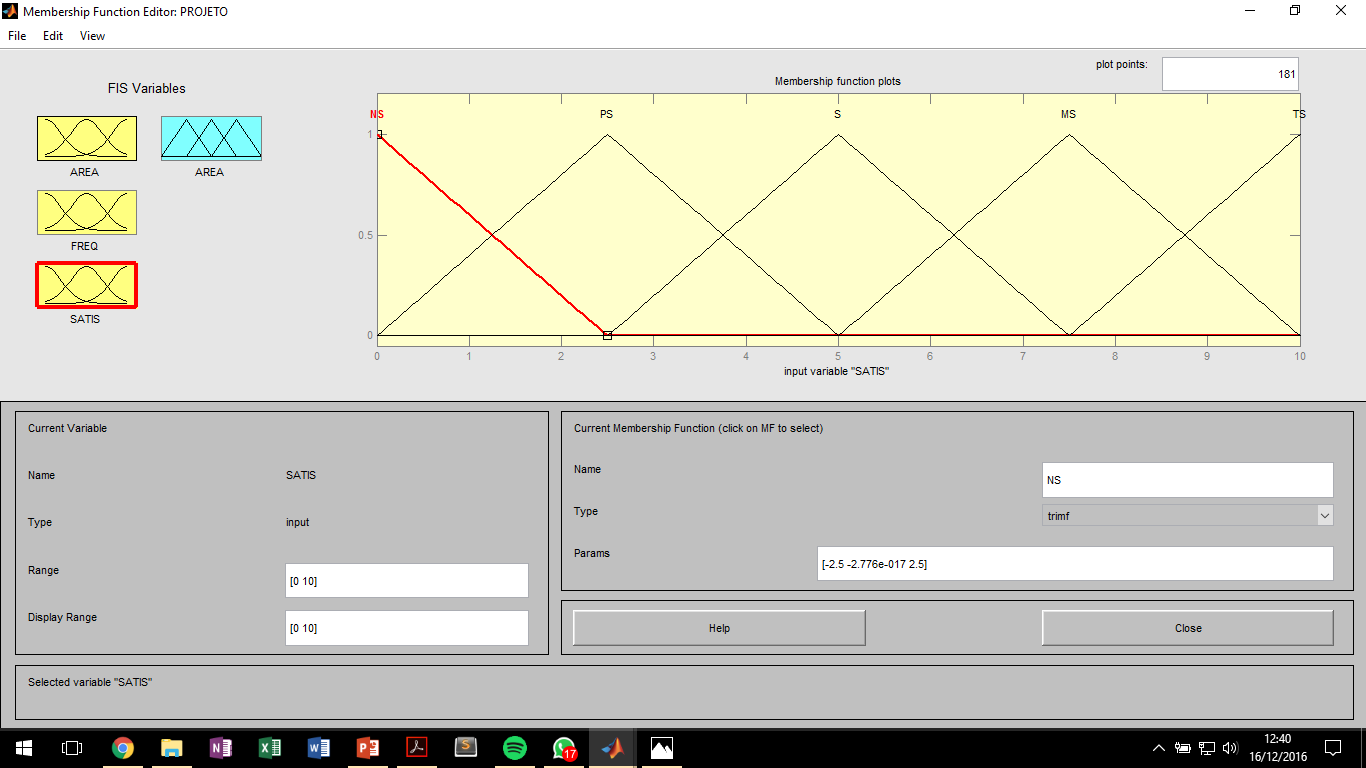 Membership Function Editor: PROJETO
File Edit View
FIS Variables
AREA AREA
FREQ
SATIS
plot points: 181
Membership function plots
NS PS S MS TS
1
0.5
0
0 1 2 3 4 5 6 7 8 9 10
input variable "SATIS"
Current Variable
Name SATIS
Type input
Range [0 10]
Display Range [0 10]
Current Membership Function (click on MF to select)
Name NS
Type trimf
Params [-2.5 -2.776e-017 2.5]
Help Close
Selected variable "SATIS"
17
12:40
16/12/2016